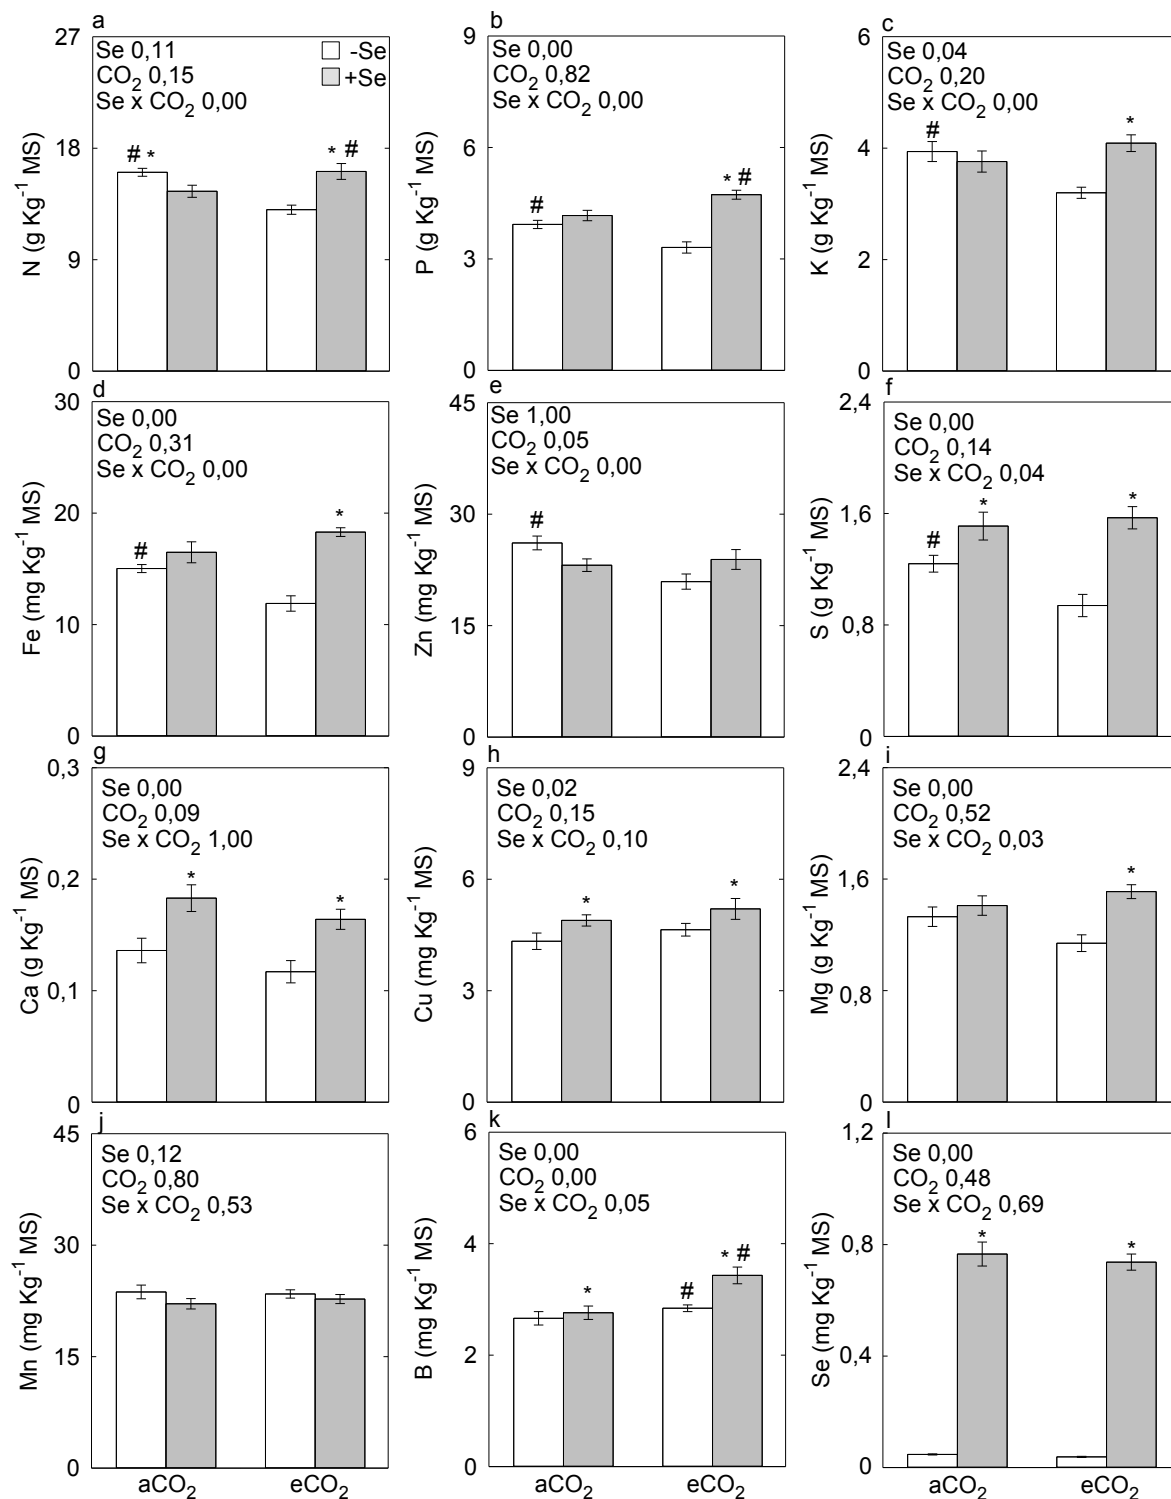 a
27
18
9
0
N (g Kg⁻¹ MS)
Se 0,11
CO₂ 0,15
Se x CO₂ 0,00
-Se
+Se
# *
* #
b
9
6
3
0
P (g Kg⁻¹ MS)
Se 0,00
CO₂ 0,82
Se x CO₂ 0,00
#
* #
c
6
4
2
0
K (g Kg⁻¹ MS)
Se 0,04
CO₂ 0,20
Se x CO₂ 0,00
#
*
d
30
20
10
0
Fe (mg Kg⁻¹ MS)
Se 0,00
CO₂ 0,31
Se x CO₂ 0,00
#
*
e
45
30
15
0
Zn (mg Kg⁻¹ MS)
Se 1,00
CO₂ 0,05
Se x CO₂ 0,00
#
f
2,4
1,6
0,8
0
S (g Kg⁻¹ MS)
Se 0,00
CO₂ 0,14
Se x CO₂ 0,04
#
*
*
g
0,3
0,2
0,1
0
Ca (g Kg⁻¹ MS)
Se 0,00
CO₂ 0,09
Se x CO₂ 1,00
*
*
h
9
6
3
0
Cu (mg Kg⁻¹ MS)
Se 0,02
CO₂ 0,15
Se x CO₂ 0,10
*
*
i
2,4
1,6
0,8
0
Mg (g Kg⁻¹ MS)
Se 0,00
CO₂ 0,52
Se x CO₂ 0,03
*
j
45
30
15
0
Mn (mg Kg⁻¹ MS)
Se 0,12
CO₂ 0,80
Se x CO₂ 0,53
aCO₂
eCO₂
k
6
4
2
0
B (mg Kg⁻¹ MS)
Se 0,00
CO₂ 0,00
Se x CO₂ 0,05
*
#
* #
aCO₂
eCO₂
l
1,2
0,8
0,4
0
Se (mg Kg⁻¹ MS)
Se 0,00
CO₂ 0,48
Se x CO₂ 0,69
*
*
aCO₂
eCO₂